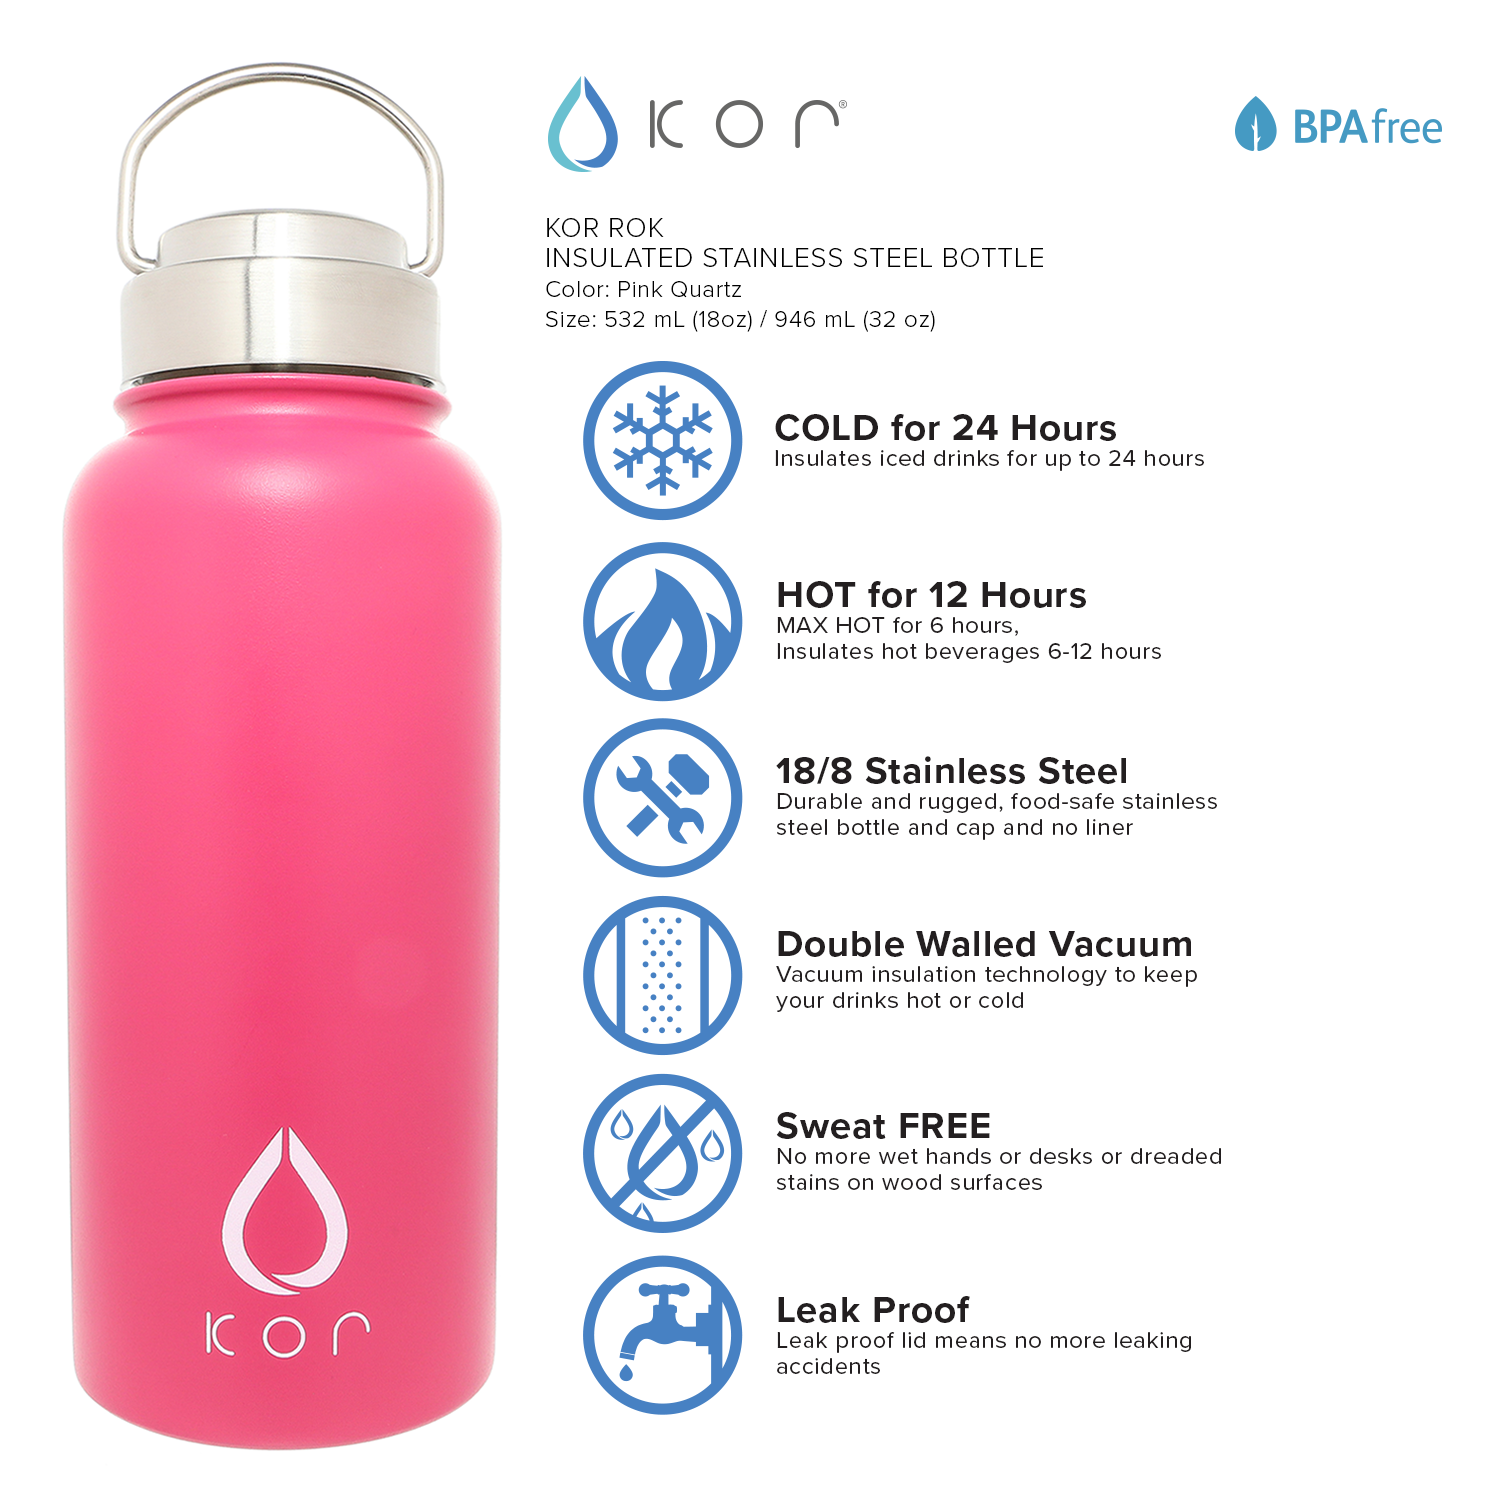 kor®
BPA free
KOR ROK
INSULATED STAINLESS STEEL BOTTLE
Color: Pink Quartz
Size: 532 mL (18oz) / 946 mL (32 oz)
COLD for 24 Hours
Insulates iced drinks for up to 24 hours
HOT for 12 Hours
MAX HOT for 6 hours,
Insulates hot beverages 6-12 hours
18/8 Stainless Steel
Durable and rugged, food-safe stainless
steel bottle and cap and no liner
Double Walled Vacuum
Vacuum insulation technology to keep
your drinks hot or cold
Sweat FREE
No more wet hands or desks or dreaded
stains on wood surfaces
Leak Proof
Leak proof lid means no more leaking
accidents
kor